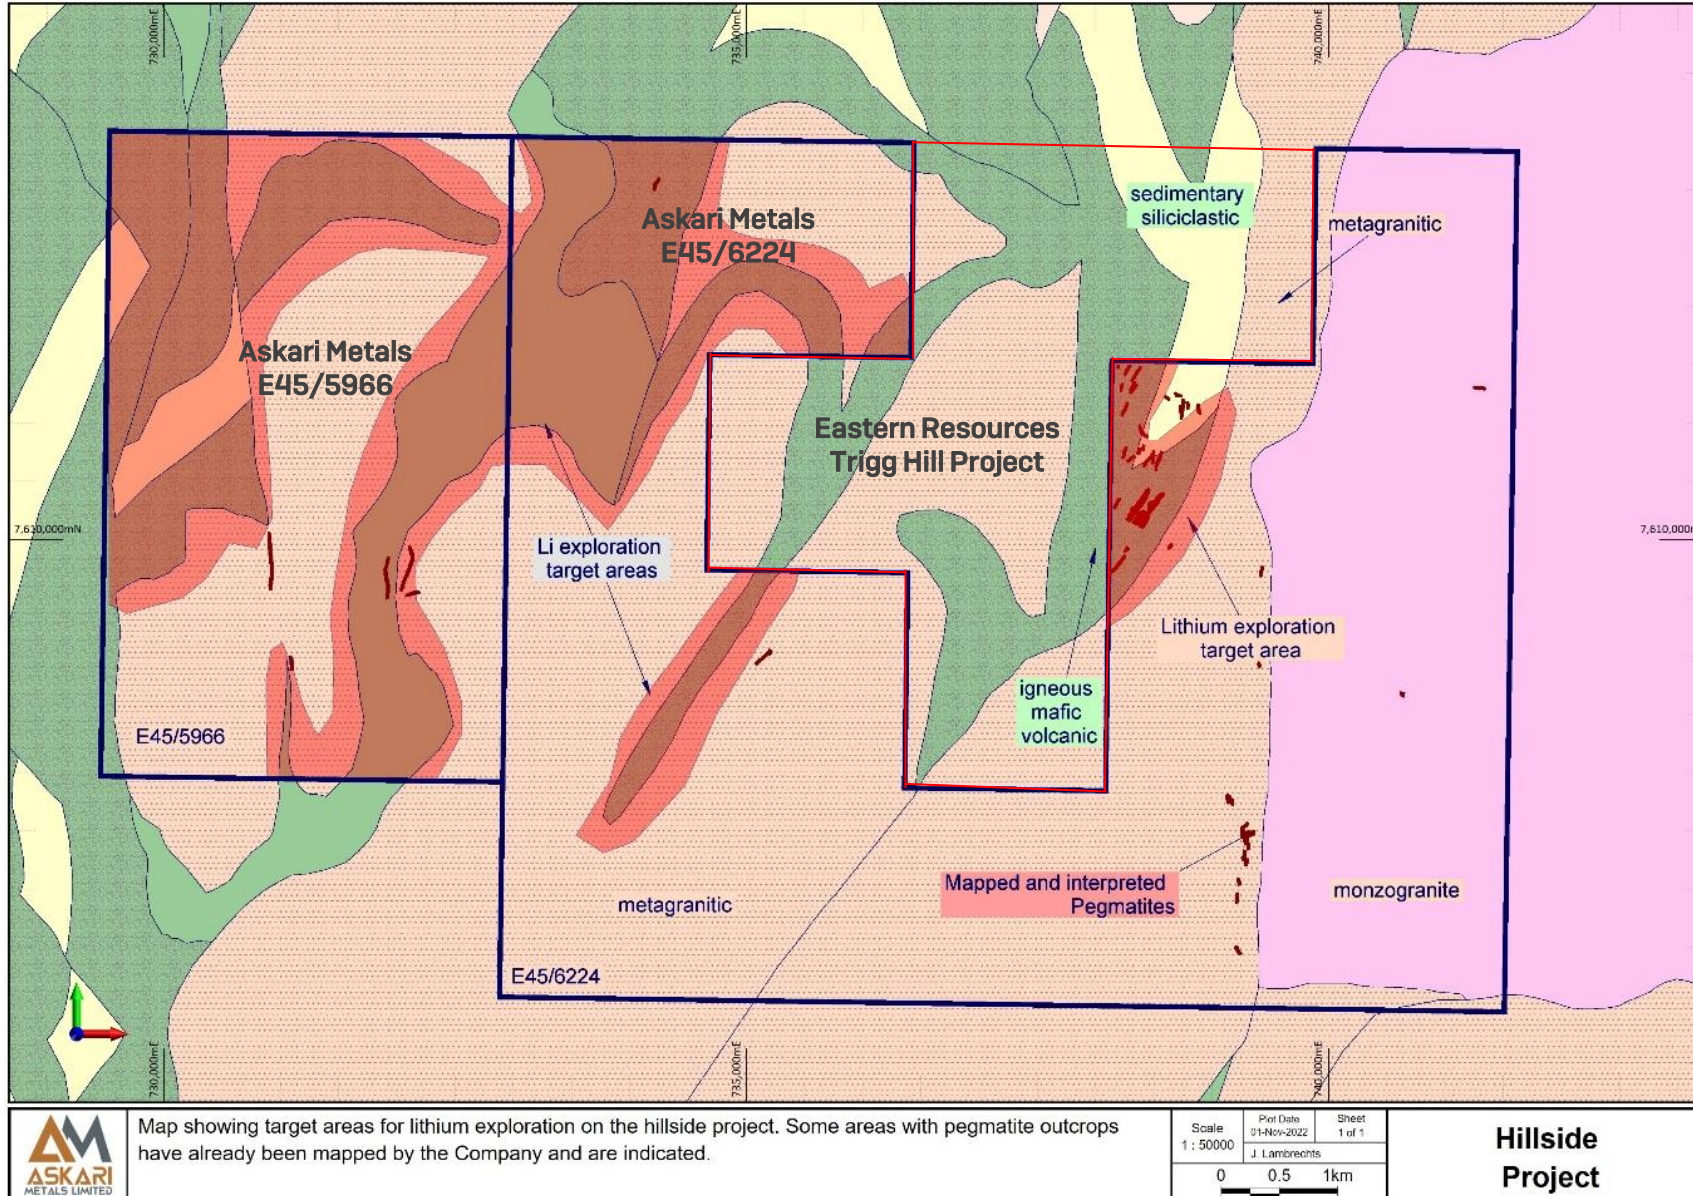 730,000mE
735,000mE
740,000mE
sedimentary
siliciclastic
metagranitic
Askari Metals
E45/6224
Askari Metals
E45/5966
Eastern Resources
Trigg Hill Project
7,610,000mN
7,610,000m
Li exploration
target areas
Lithium exploration
target area
igneous
mafic
volcanic
E45/5966
Mapped and interpreted
Pegmatites
metagranitic
monzogranite
E45/6224
730,000mE
735,000mE
740,000mE
AM
ASKARI
METALS LIMITED
Map showing target areas for lithium exploration on the hillside project. Some areas with pegmatite outcrops
have already been mapped by the Company and are indicated.
Scale
1 : 50000
Plot Date
01-Nov-2022
Sheet
1 of 1
J. Lambrechts
0 0.5 1km
Hillside
Project